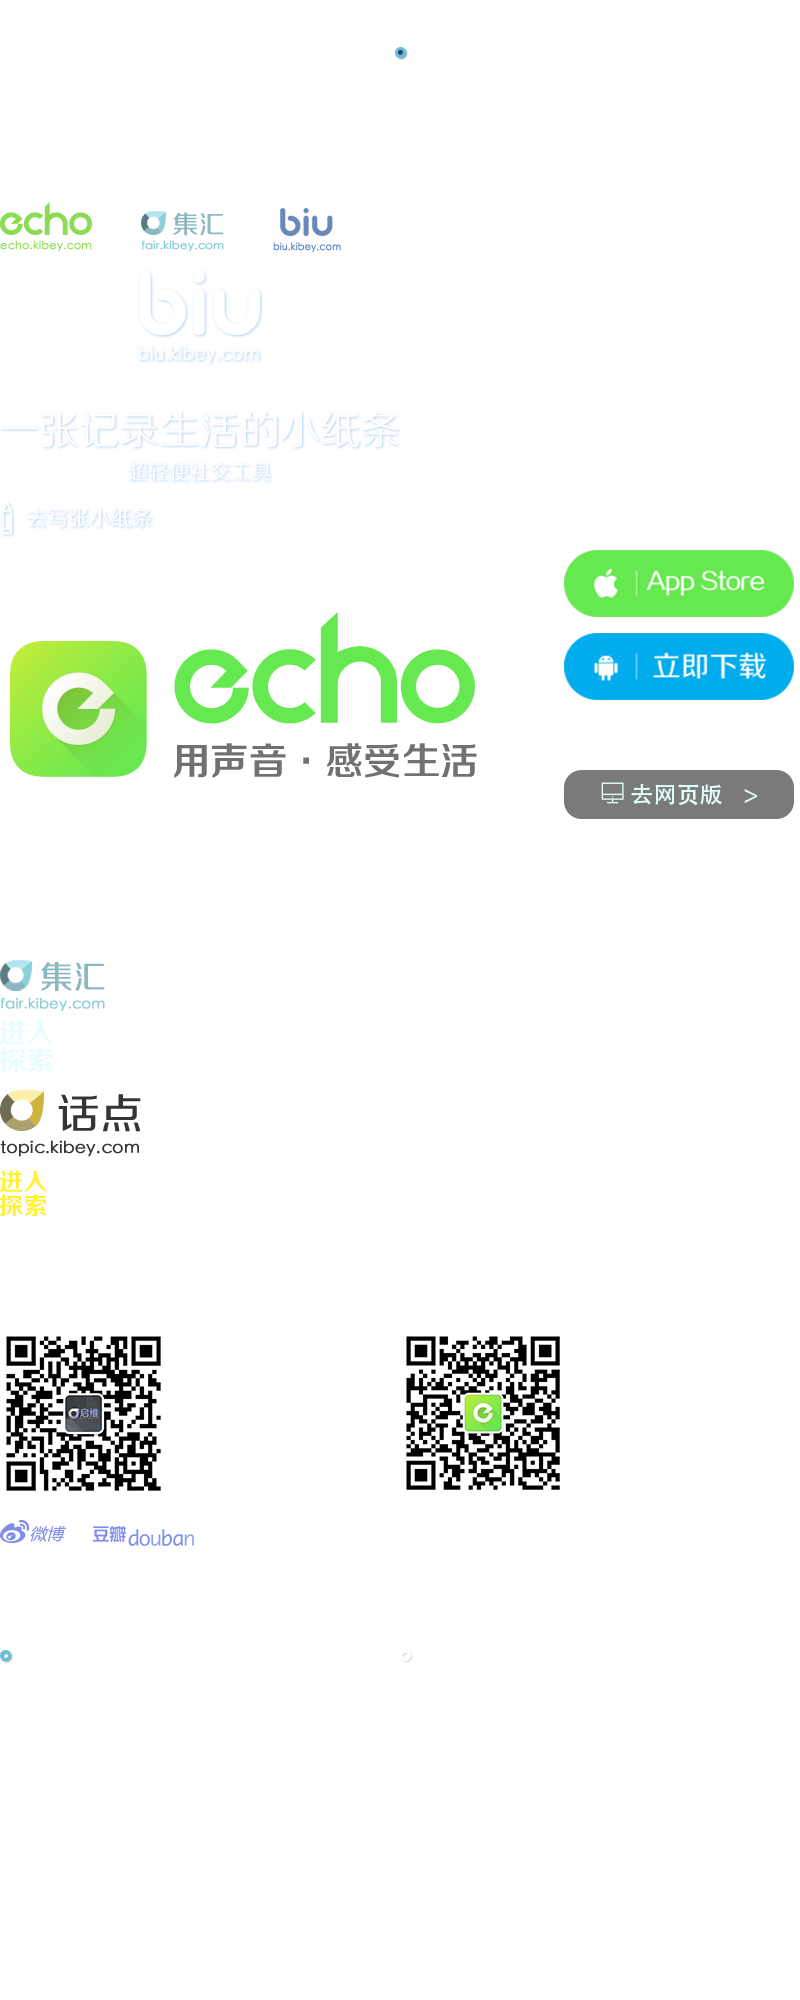 echo
echo.kibey.com
集汇
fair.kibey.com
biu
biu.kibey.com
biu
biu.kibey.com
一张记录生活的小纸条
超轻便社交工具
去写张小纸条
App Store
立即下载
echo
用声音·感受生活
去网页版 >
集汇
fair.kibey.com
进入
探索
话点
topic.kibey.com
进入
探索
启维
微博
豆瓣douban